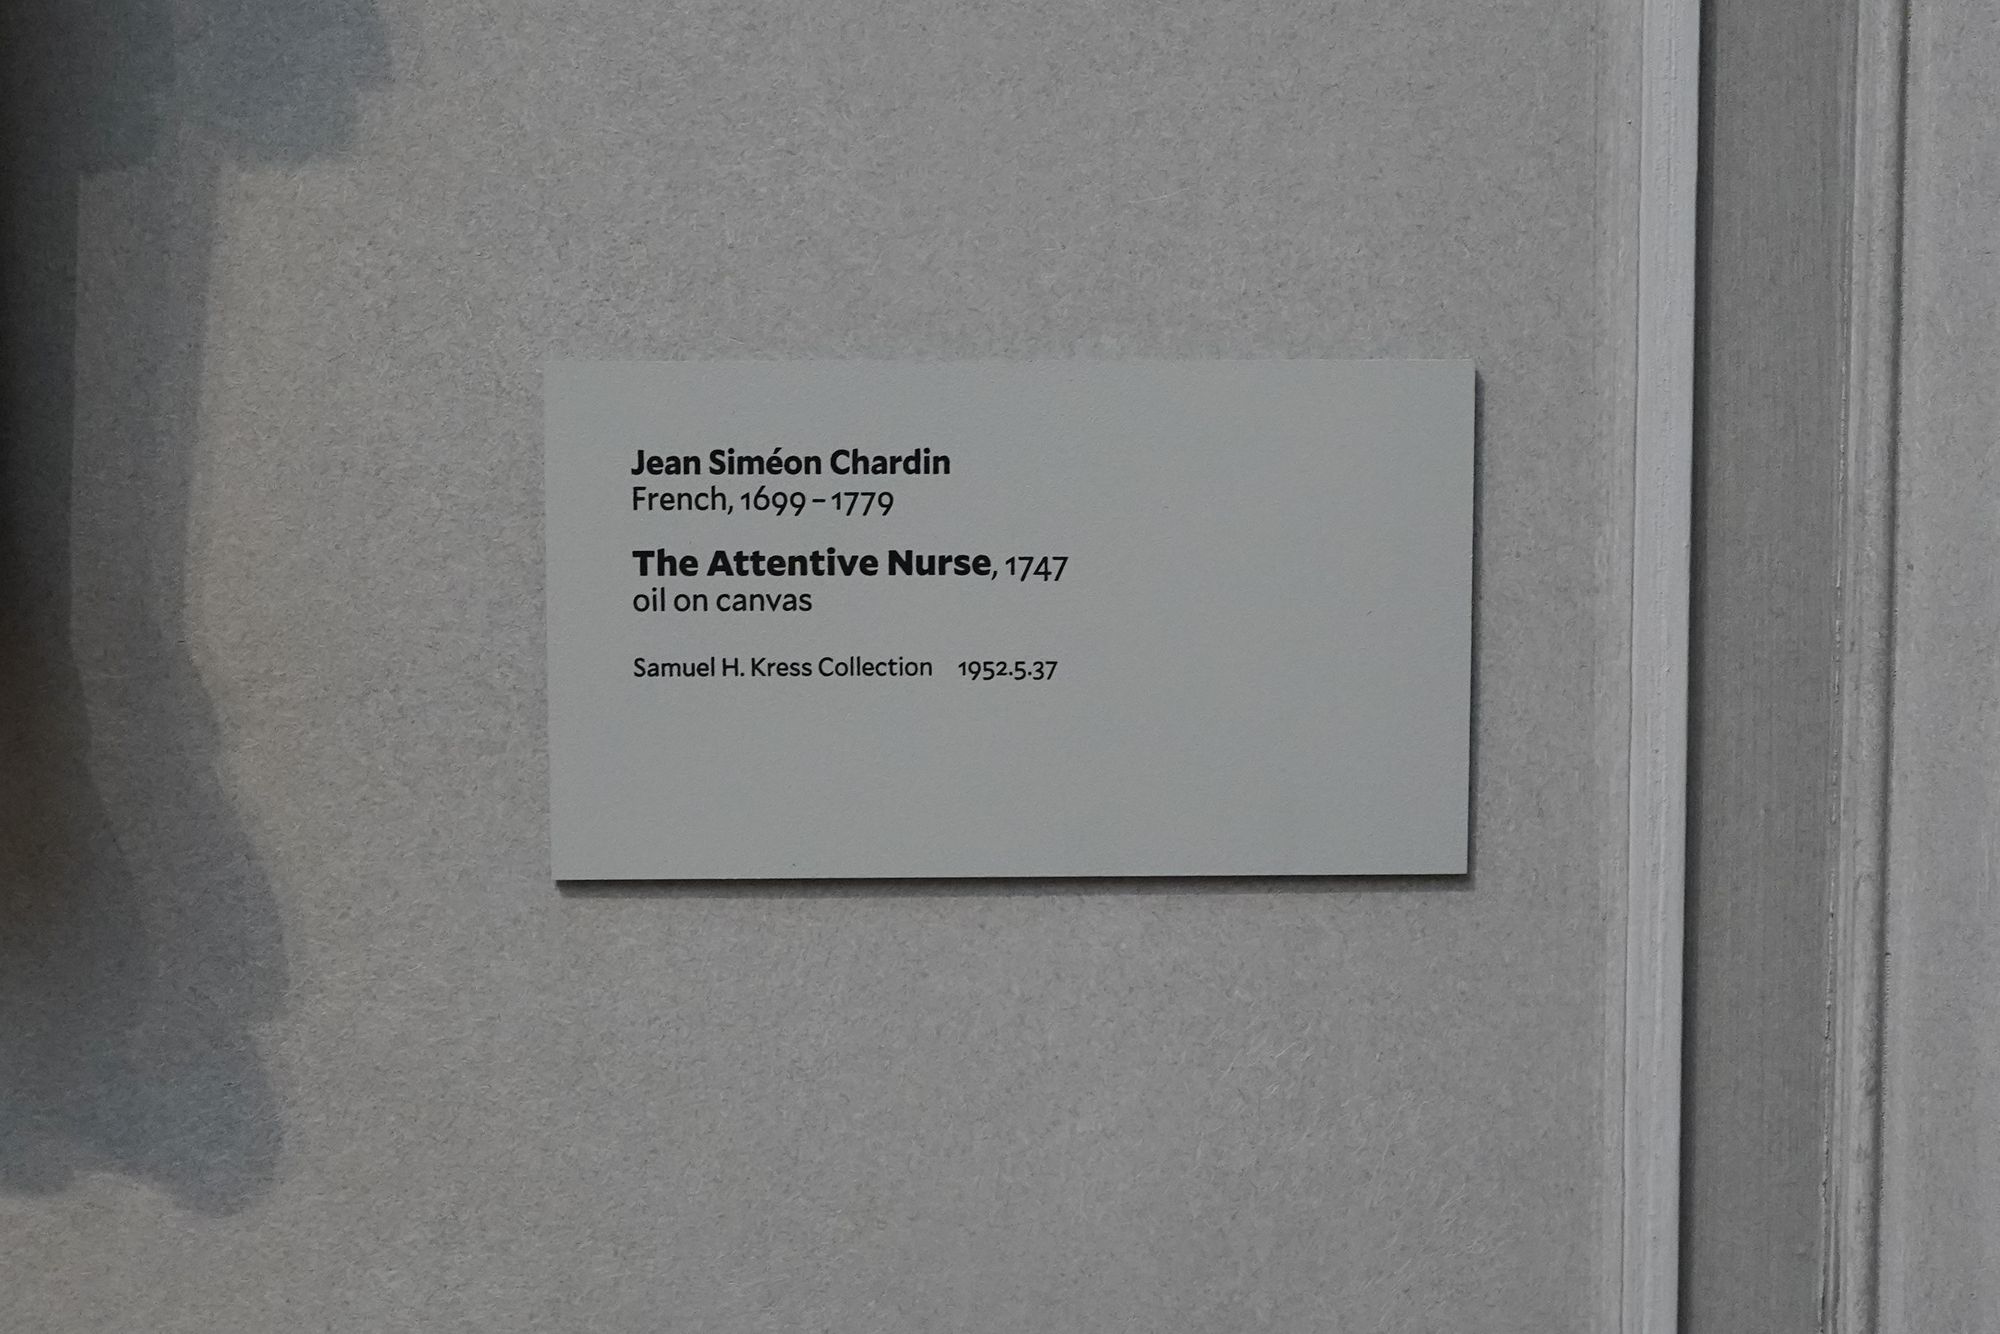 Jean Siméon Chardin
French, 1699 – 1779
The Attentive Nurse, 1747
oil on canvas
Samuel H. Kress Collection 1952.5.37